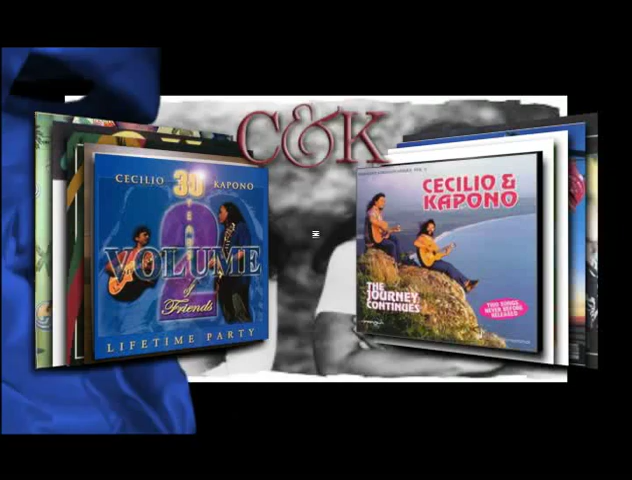 C&K
CECILIO 30 KAPONO
YEARS
VOLUME
2
of
Friends
LIFETIME PARTY
CECILIO &
KAPONO
THE
JOURNEY
CONTINUES
TWO SONGS
NEVER BEFORE
RELEASED